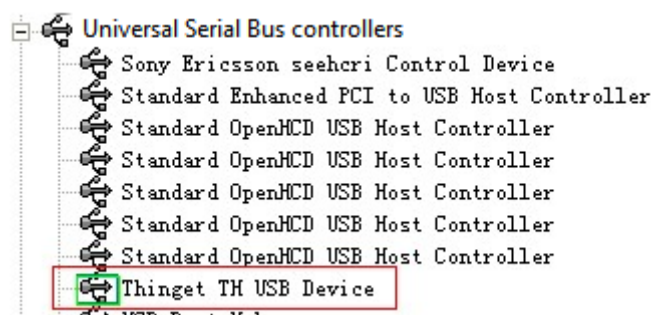 Universal Serial Bus controllers
Sony Ericsson seehcri Control Device
Standard Enhanced PCI to USB Host Controller
Standard OpenHCD USB Host Controller
Standard OpenHCD USB Host Controller
Standard OpenHCD USB Host Controller
Standard OpenHCD USB Host Controller
Standard OpenHCD USB Host Controller
Thinget TH USB Device